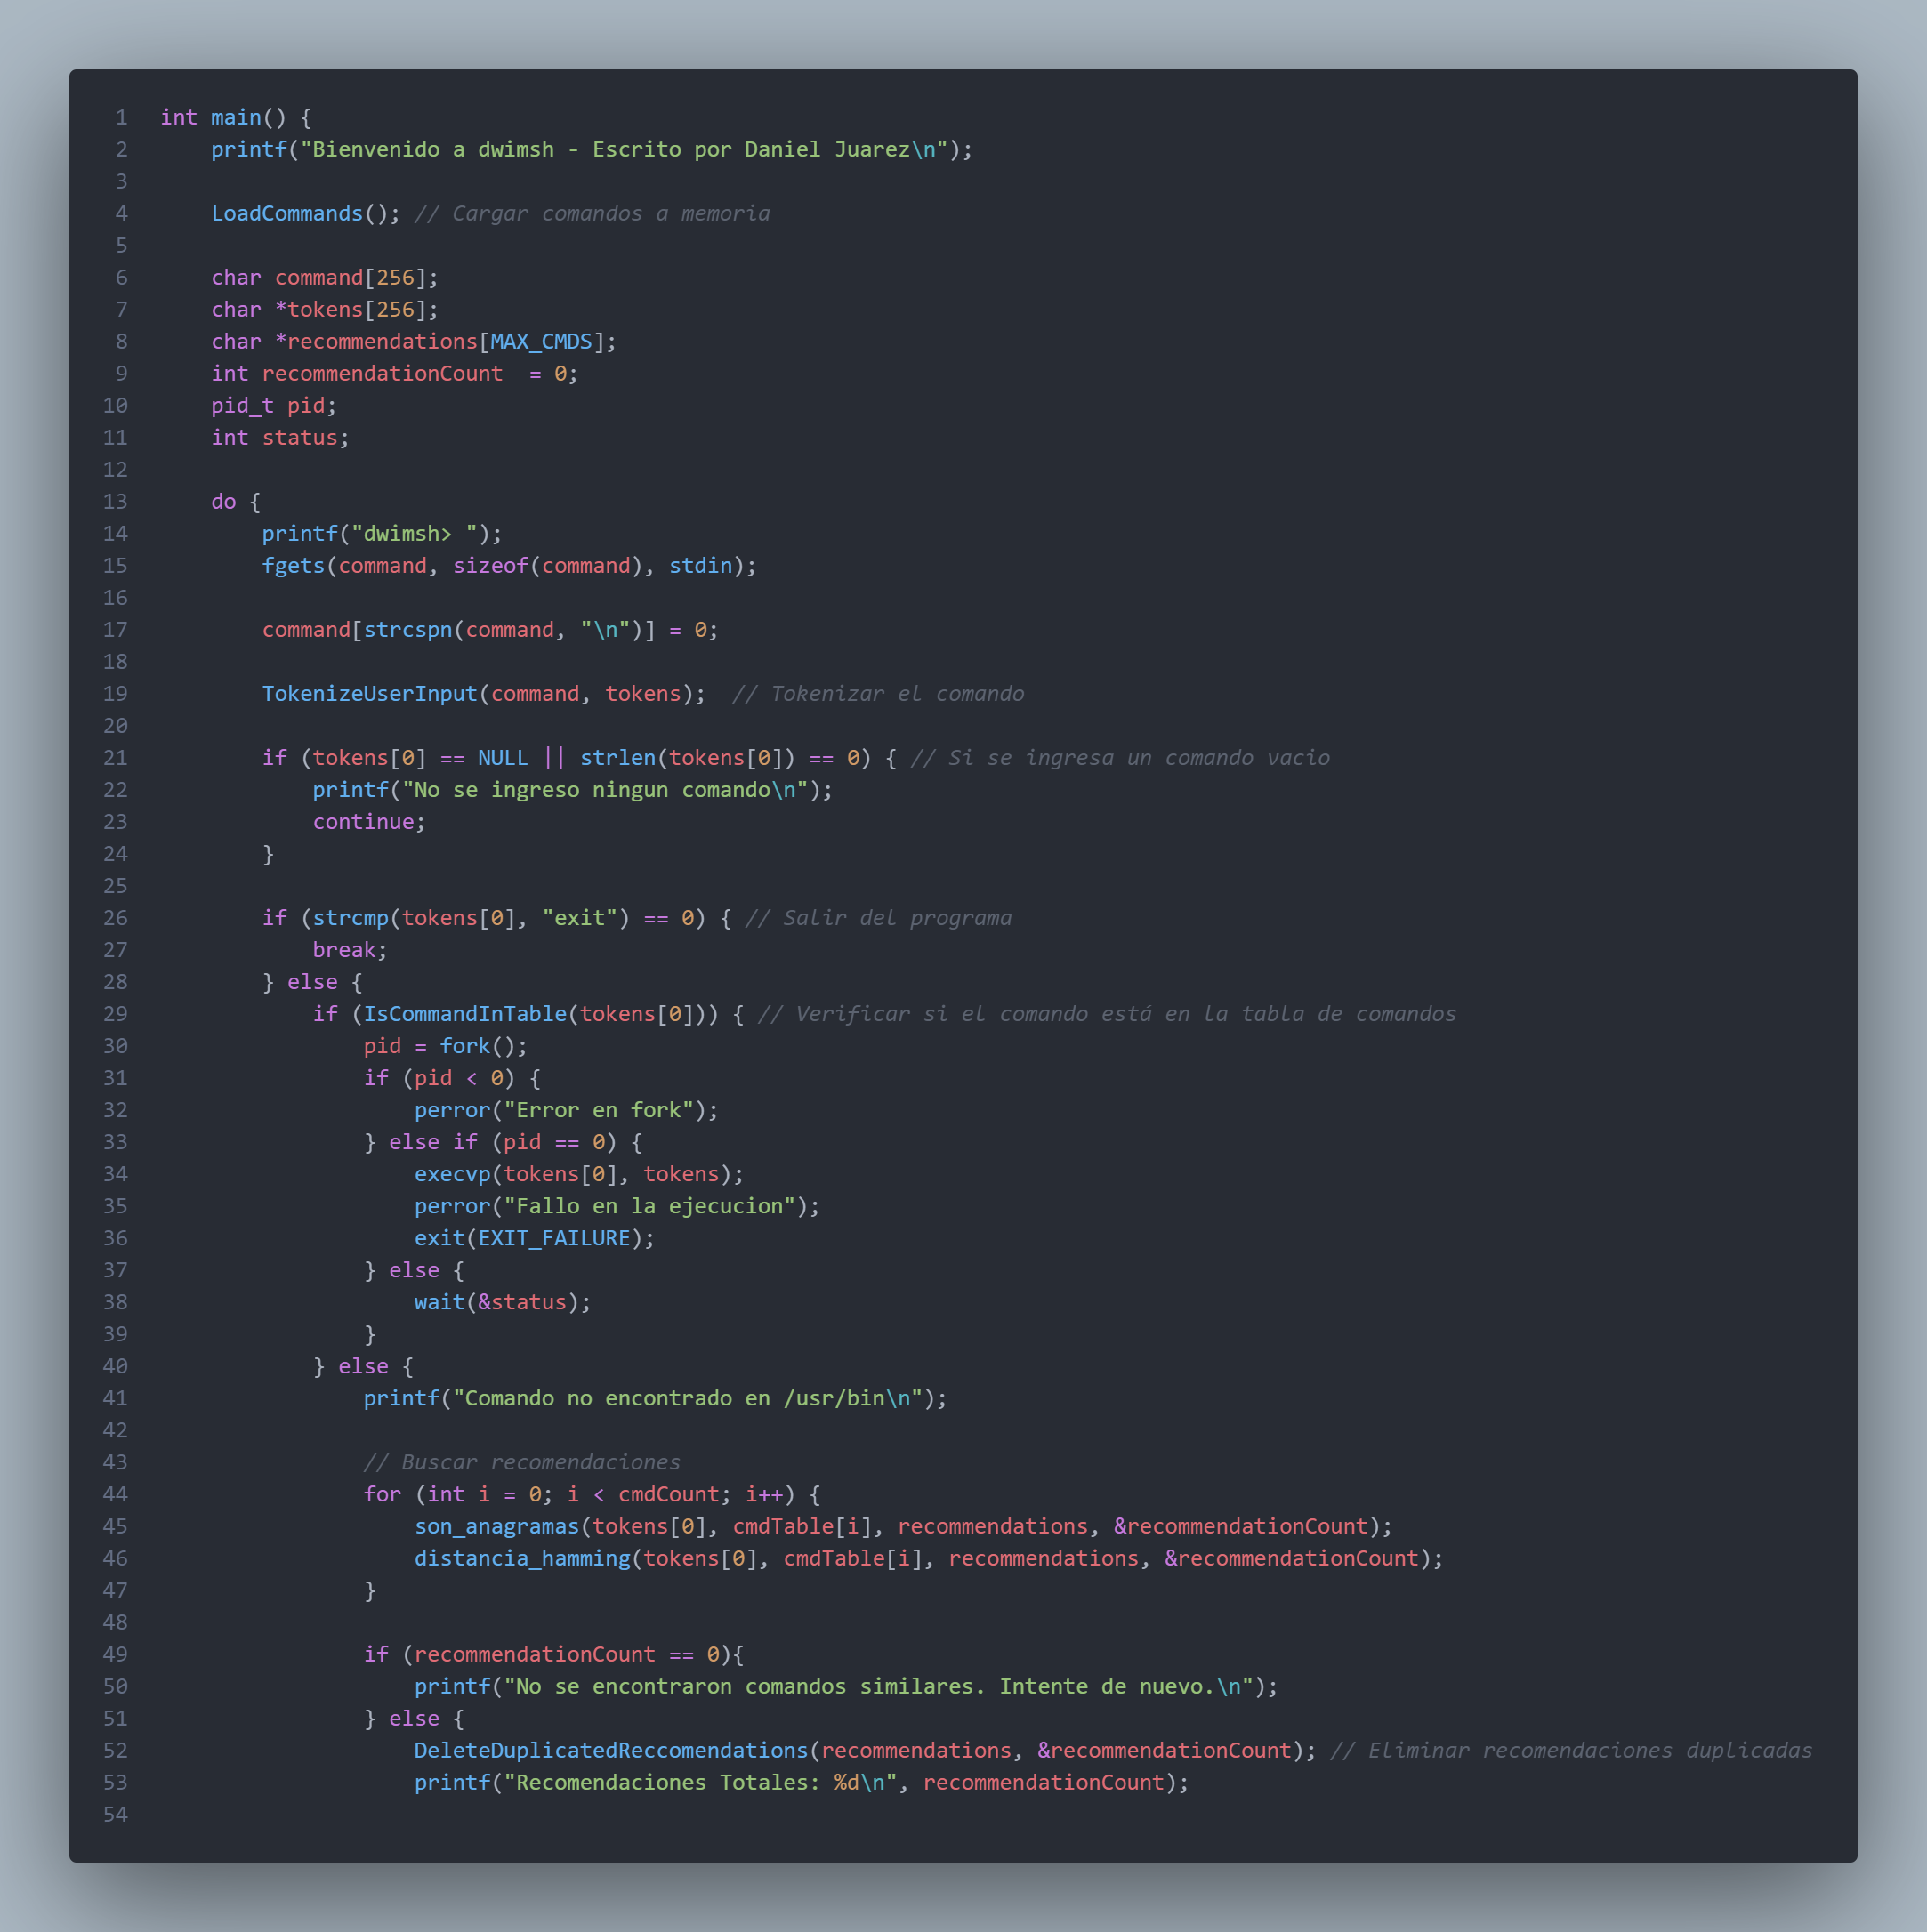 1 int main() {
2 printf("Bienvenido a dwimsh - Escrito por Daniel Juarez\n");
3
4 LoadCommands(); // Cargar comandos a memoria
5
6 char command[256];
7 char *tokens[256];
8 char *recommendations[MAX_CMDS];
9 int recommendationCount  = 0;
10 pid_t pid;
11 int status;
12
13 do {
14 printf("dwimsh> ");
15 fgets(command, sizeof(command), stdin);
16
17 command[strcspn(command, "\n")] = 0;
18
19 TokenizeUserInput(command, tokens);  // Tokenizar el comando
20
21 if (tokens[0] == NULL || strlen(tokens[0]) == 0) { // Si se ingresa un comando vacio
22 printf("No se ingreso ningun comando\n");
23 continue;
24 }
25
26 if (strcmp(tokens[0], "exit") == 0) { // Salir del programa
27 break;
28 } else {
29 if (IsCommandInTable(tokens[0])) { // Verificar si el comando está en la tabla de comandos
30 pid = fork();
31 if (pid < 0) {
32 perror("Error en fork");
33 } else if (pid == 0) {
34 execvp(tokens[0], tokens);
35 perror("Fallo en la ejecucion");
36 exit(EXIT_FAILURE);
37 } else {
38 wait(&status);
39 }
40 } else {
41 printf("Comando no encontrado en /usr/bin\n");
42
43 // Buscar recomendaciones
44 for (int i = 0; i < cmdCount; i++) {
45 son_anagramas(tokens[0], cmdTable[i], recommendations, &recommendationCount);
46 distancia_hamming(tokens[0], cmdTable[i], recommendations, &recommendationCount);
47 }
48
49 if (recommendationCount == 0){
50 printf("No se encontraron comandos similares. Intente de nuevo.\n");
51 } else {
52 DeleteDuplicatedReccomendations(recommendations, &recommendationCount); // Eliminar recomendaciones duplicadas
53 printf("Recomendaciones Totales: %d\n", recommendationCount);
54